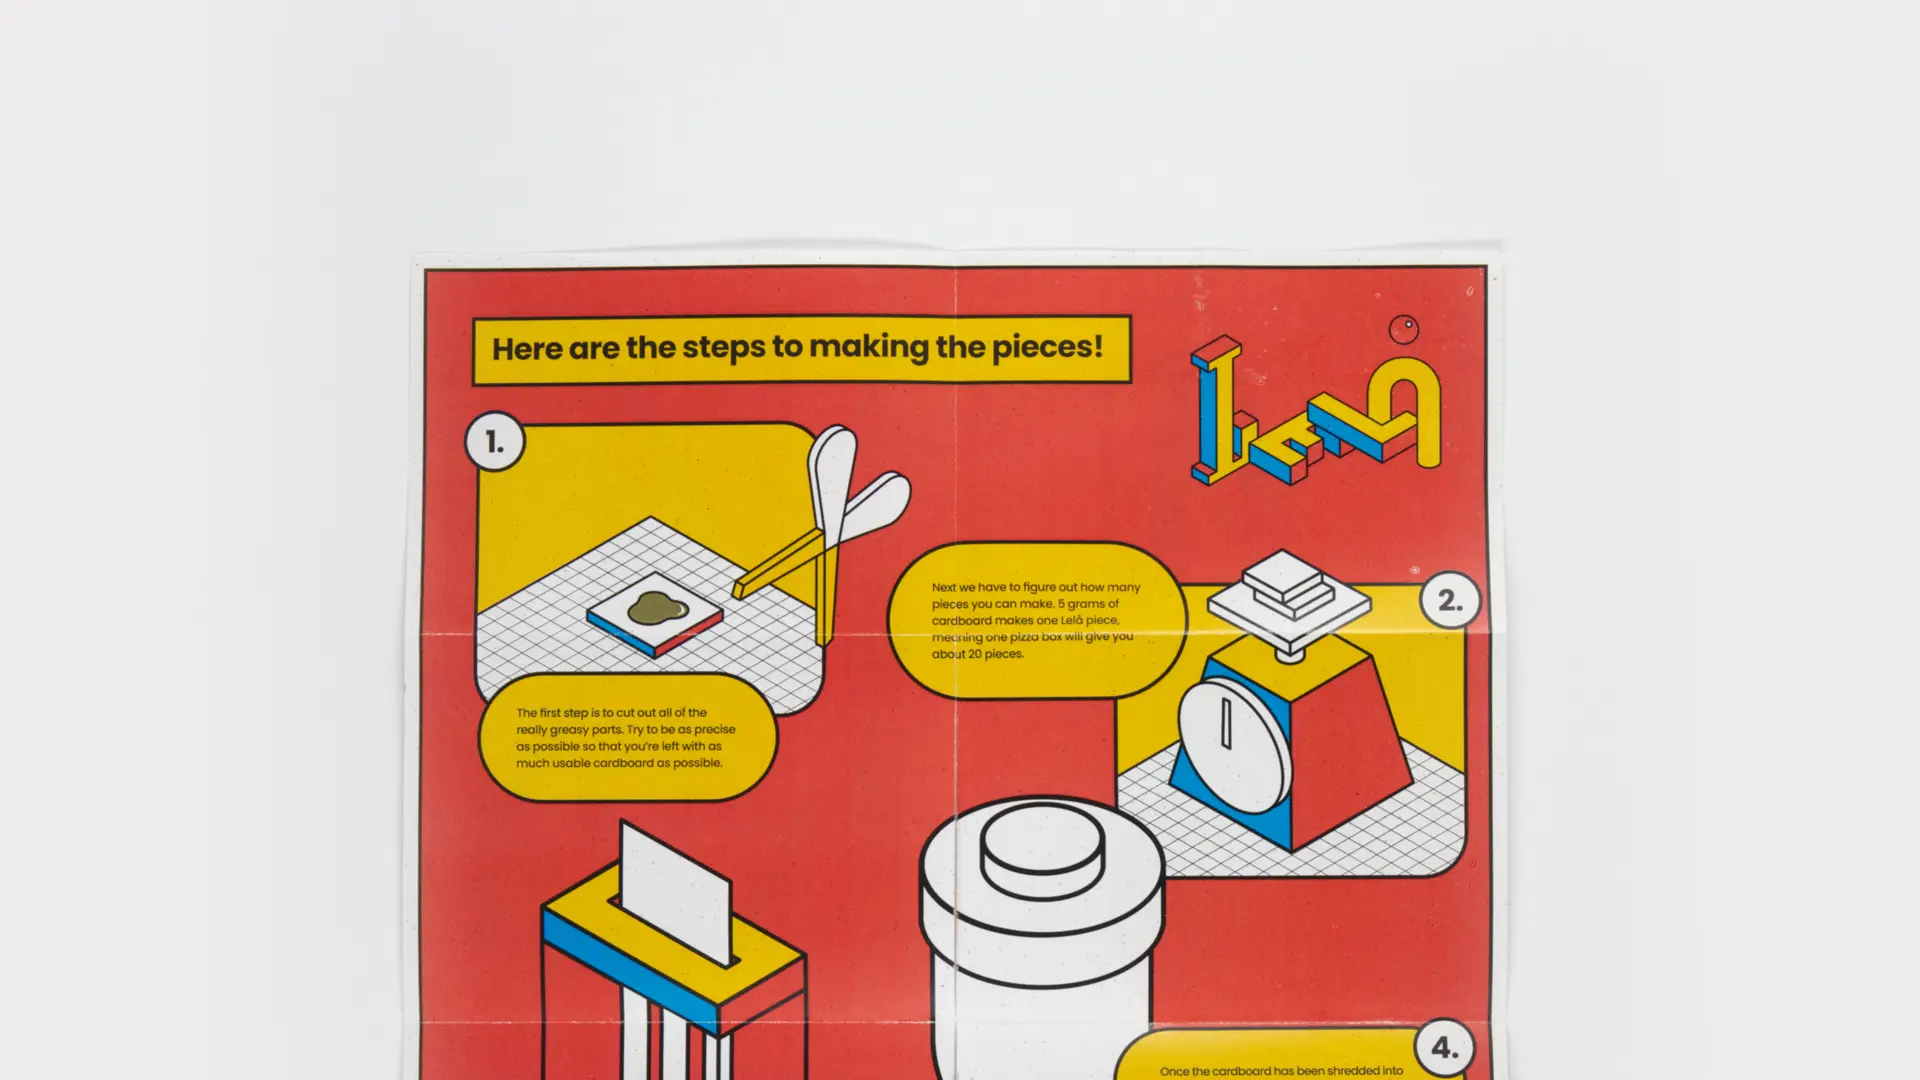 Here are the steps to making the pieces!
Lelå
1.
The first step is to cut out all of the
really greasy parts. Try to be as precise
as possible so that you're left with as
much usable cardboard as possible.
2.
Next we have to figure out how many
pieces you can make. 5 grams of
cardboard makes one Lelå piece,
meaning one pizza box will give you
about 20 pieces.
4.
Once the cardboard has been shredded into